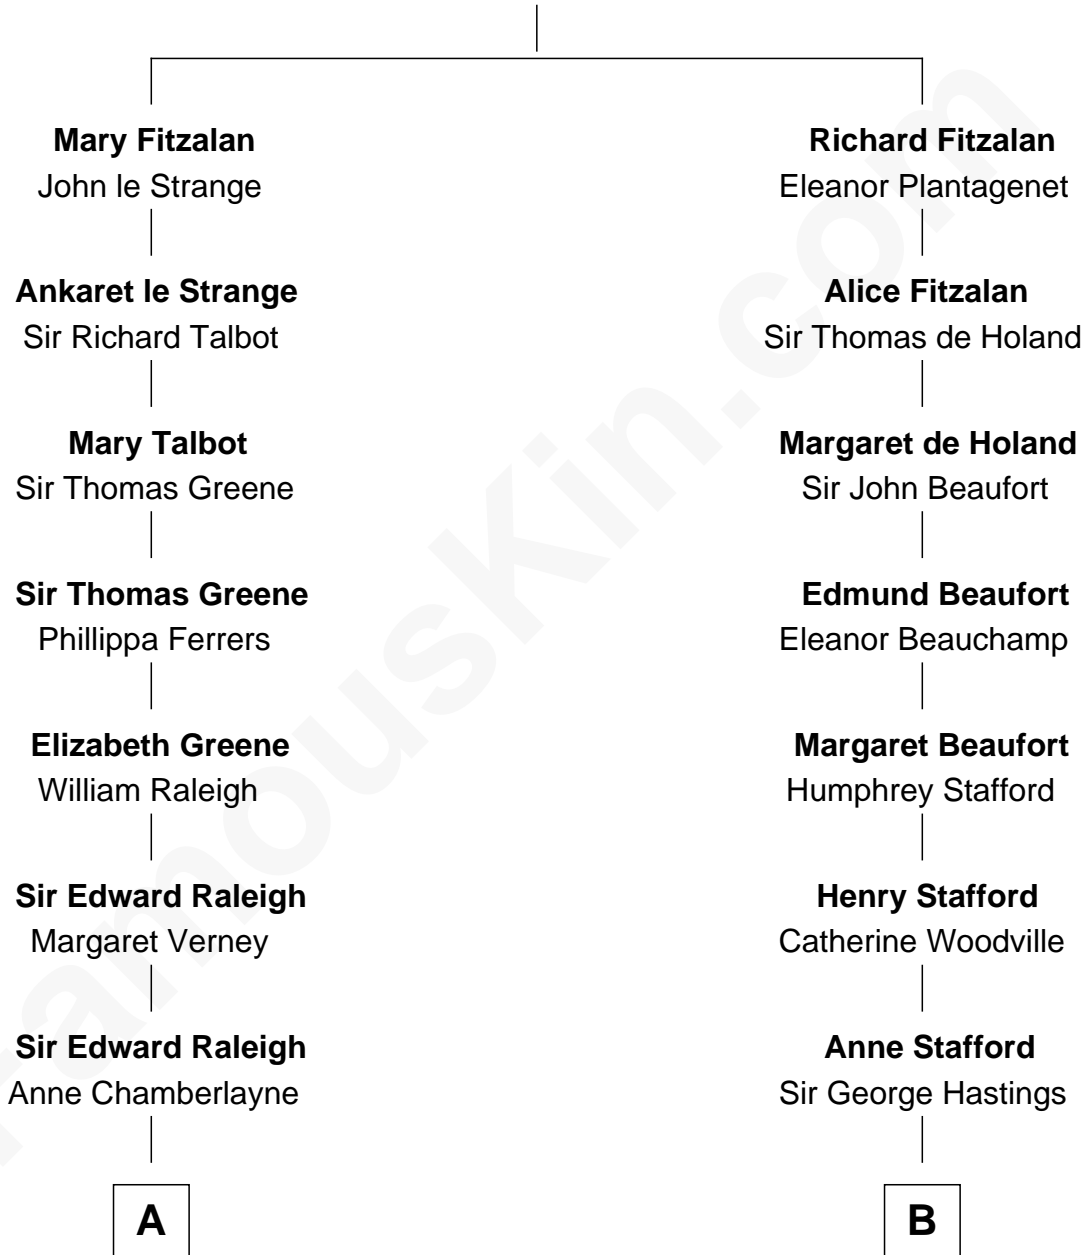 Mary Fitzalan
John le Strange
Richard Fitzalan
Eleanor Plantagenet
Ankaret le Strange
Sir Richard Talbot
Alice Fitzalan
Sir Thomas de Holand
Mary Talbot
Sir Thomas Greene
Margaret de Holand
Sir John Beaufort
Sir Thomas Greene
Phillippa Ferrers
Edmund Beaufort
Eleanor Beauchamp
Elizabeth Greene
William Raleigh
Margaret Beaufort
Humphrey Stafford
Sir Edward Raleigh
Margaret Verney
Henry Stafford
Catherine Woodville
Sir Edward Raleigh
Anne Chamberlayne
Anne Stafford
Sir George Hastings
A
B
FamousKin.com